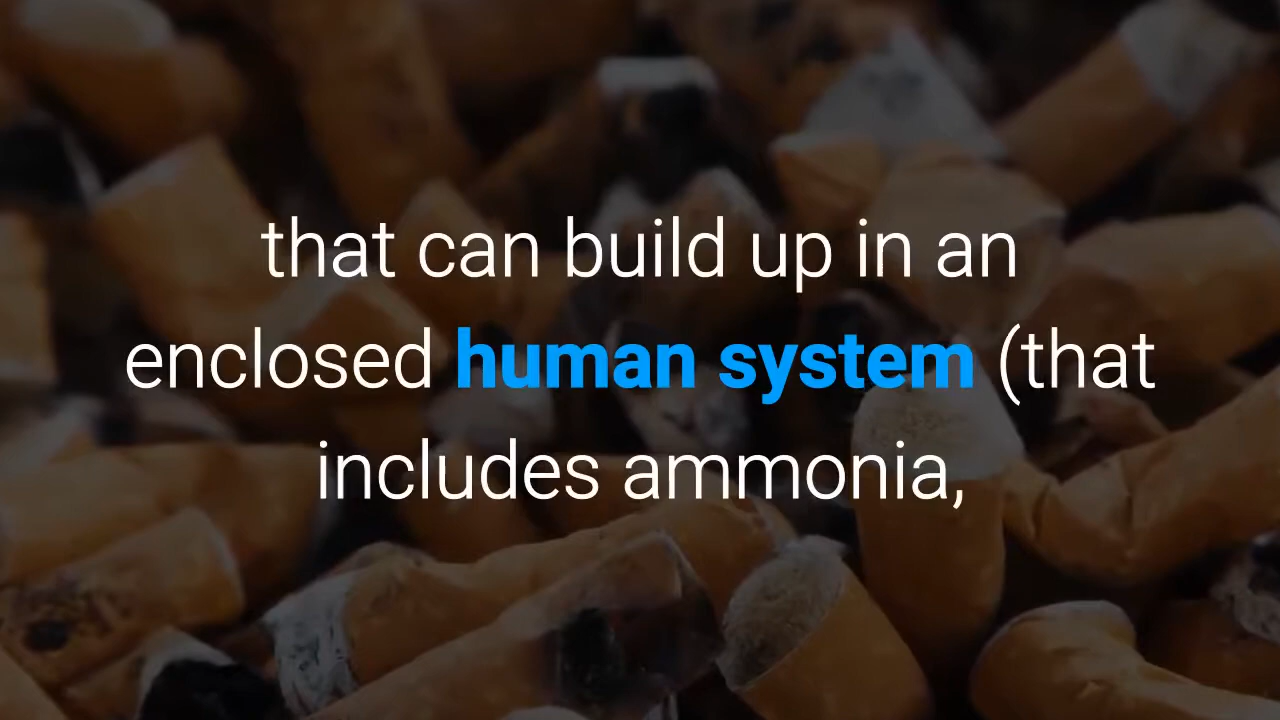 that can build up in an
enclosed human system (that
includes ammonia,